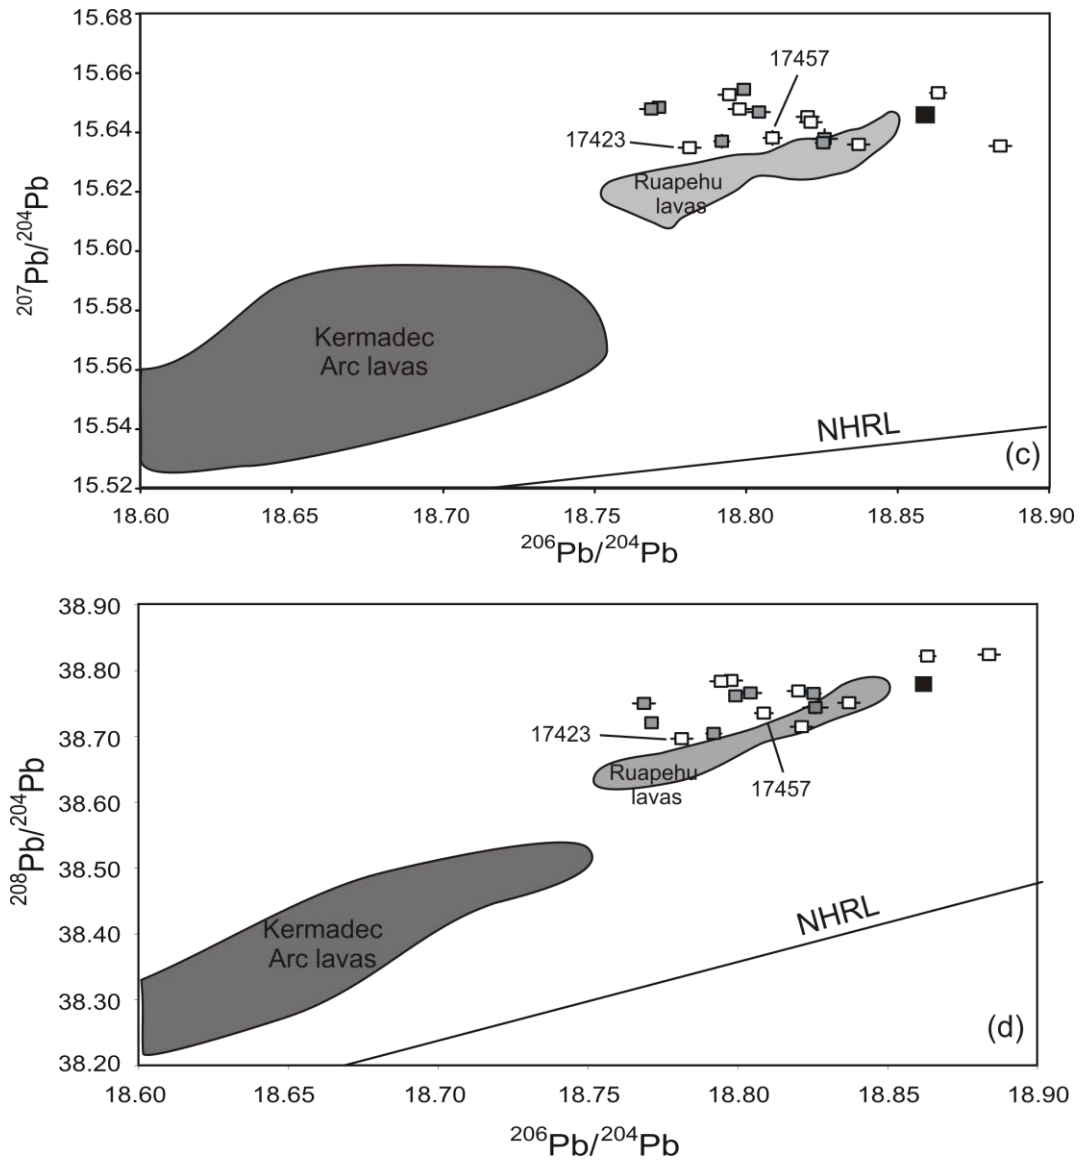 15.68
15.66
15.64
15.62
15.60
15.58
15.56
15.54
15.52
²⁰⁷Pb/²⁰⁴Pb
17457
17423
Ruapehu
lavas
Kermadec
Arc lavas
NHRL
(c)
18.60 18.65 18.70 18.75 18.80 18.85 18.90
²⁰⁶Pb/²⁰⁴Pb
38.90
38.80
38.70
38.60
38.50
38.40
38.30
38.20
²⁰⁸Pb/²⁰⁴Pb
17423
Ruapehu
lavas
17457
Kermadec
Arc lavas
NHRL
(d)
18.60 18.65 18.70 18.75 18.80 18.85 18.90
²⁰⁶Pb/²⁰⁴Pb